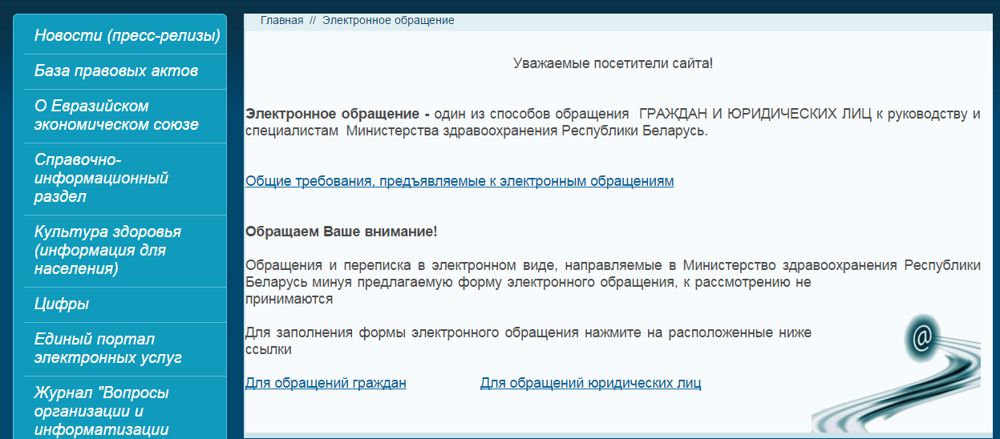 Новости (пресс-релизы)
База правовых актов
О Евразийском
экономическом союзе
Справочно-
информационный
раздел
Культура здоровья
(информация для
населения)
Цифры
Единый портал
электронных услуг
Журнал "Вопросы
организации и
информатизации
Главная // Электронное обращение
Уважаемые посетители сайта!
Электронное обращение - один из способов обращения ГРАЖДАН И ЮРИДИЧЕСКИХ ЛИЦ к руководству и
специалистам Министерства здравоохранения Республики Беларусь.
Общие требования, предъявляемые к электронным обращениям
Обращаем Ваше внимание!
Обращения и переписка в электронном виде, направляемые в Министерство здравоохранения Республики
Беларусь минуя предлагаемую форму электронного обращения, к рассмотрению не
принимаются
Для заполнения формы электронного обращения нажмите на расположенные ниже
ссылки
Для обращений граждан Для обращений юридических лиц
@